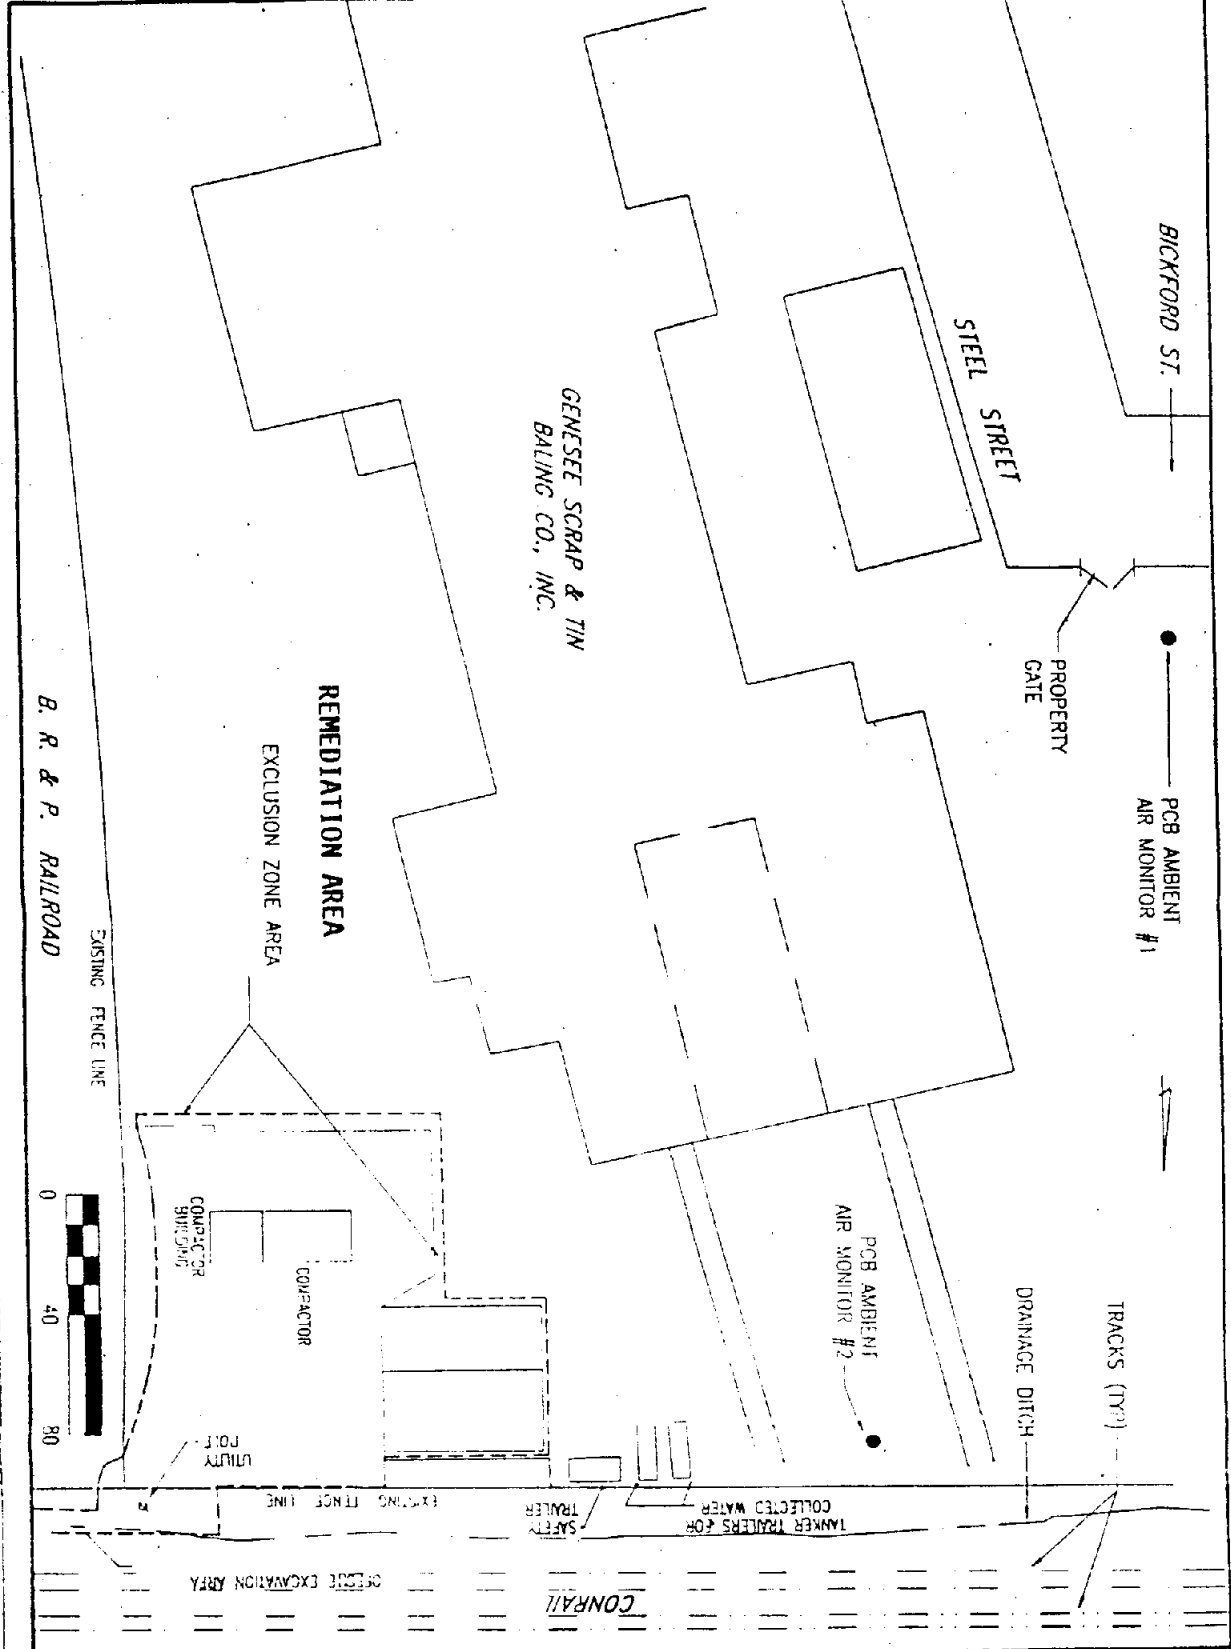 BICKFORD ST.
STEEL STREET
PROPERTY
GATE
PCB AMBIENT
AIR MONITOR #1
GENESEE SCRAP & TIN
BALING CO., INC.
REMEDIATION AREA
EXCLUSION ZONE AREA
B. R. & P. RAILROAD
EXISTING FENCE LINE
COMPACTOR
BUILDING
COMPACTOR
PCB AMBIENT
AIR MONITOR #2
DRAINAGE DITCH
TRACKS (TYP)
0 40 80
UTILITY
POLE
EXISTING FENCE LINE
SAFETY
TRAILER
TANKER TRAILERS FOR
COLLECTED WATER
OFFSITE EXCAVATION AREA
CONRAIL